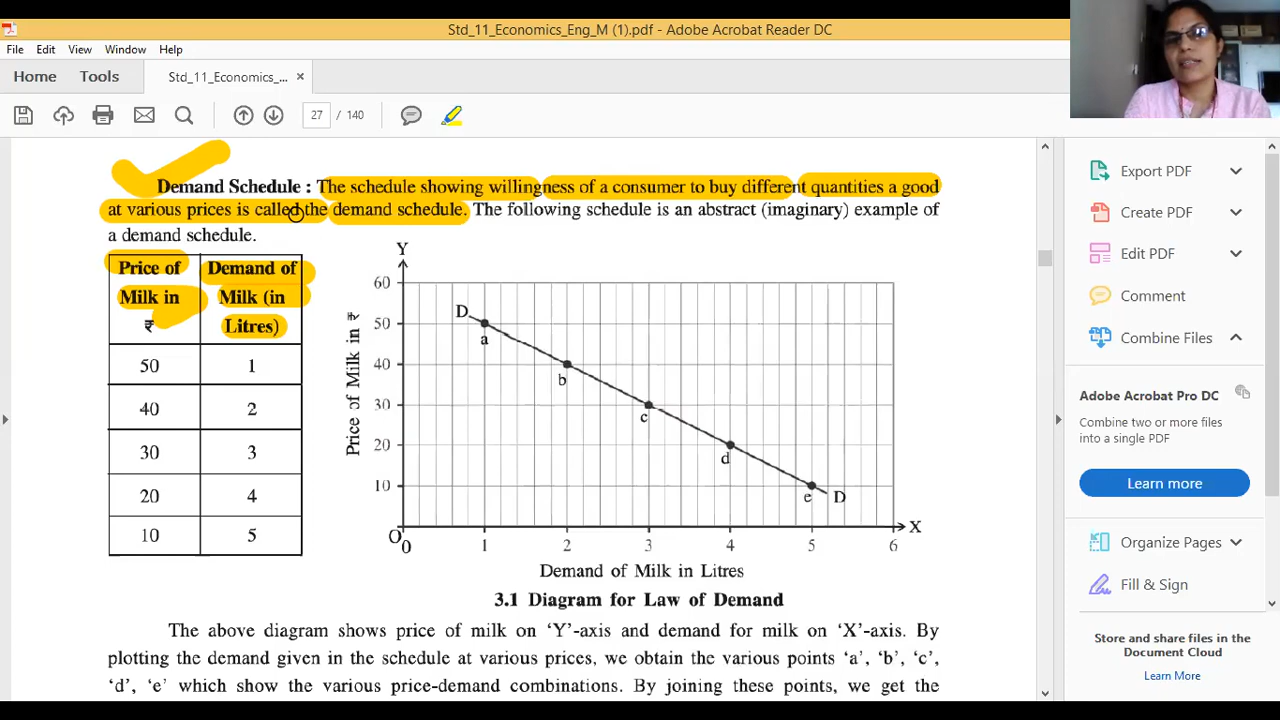 Std_11_Economics_Eng_M (1).pdf - Adobe Acrobat Reader DC
File Edit View Window Help
Home Tools Std_11_Economics_... ×
27 / 140
Demand Schedule : The schedule showing willingness of a consumer to buy different quantities a good
at various prices is called the demand schedule. The following schedule is an abstract (imaginary) example of
a demand schedule.
Price of Milk in ₹ Demand of Milk (in Litres)
50 1
40 2
30 3
20 4
10 5
Y
60
50
40
30
20
10
O
0 1 2 3 4 5 6
X
D
a
b
c
d
e
D
Price of Milk in ₹
Demand of Milk in Litres
3.1 Diagram for Law of Demand
The above diagram shows price of milk on ‘Y’-axis and demand for milk on ‘X’-axis. By
plotting the demand given in the schedule at various prices, we obtain the various points ‘a’, ‘b’, ‘c’,
‘d’, ‘e’ which show the various price-demand combinations. By joining these points, we get the
Export PDF
Create PDF
Edit PDF
Comment
Combine Files
Adobe Acrobat Pro DC
Combine two or more files
into a single PDF
Learn more
Organize Pages
Fill & Sign
Store and share files in the
Document Cloud
Learn More